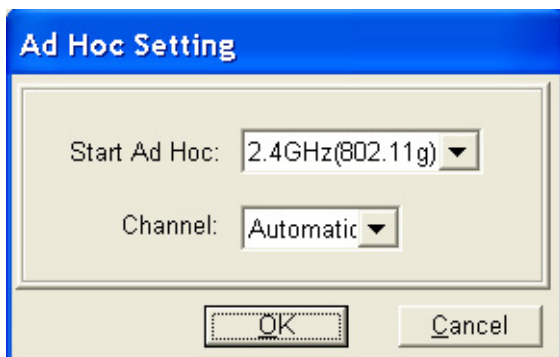 Ad Hoc Setting
Start Ad Hoc: 2.4GHz(802.11g)
Channel: Automatic
OK Cancel